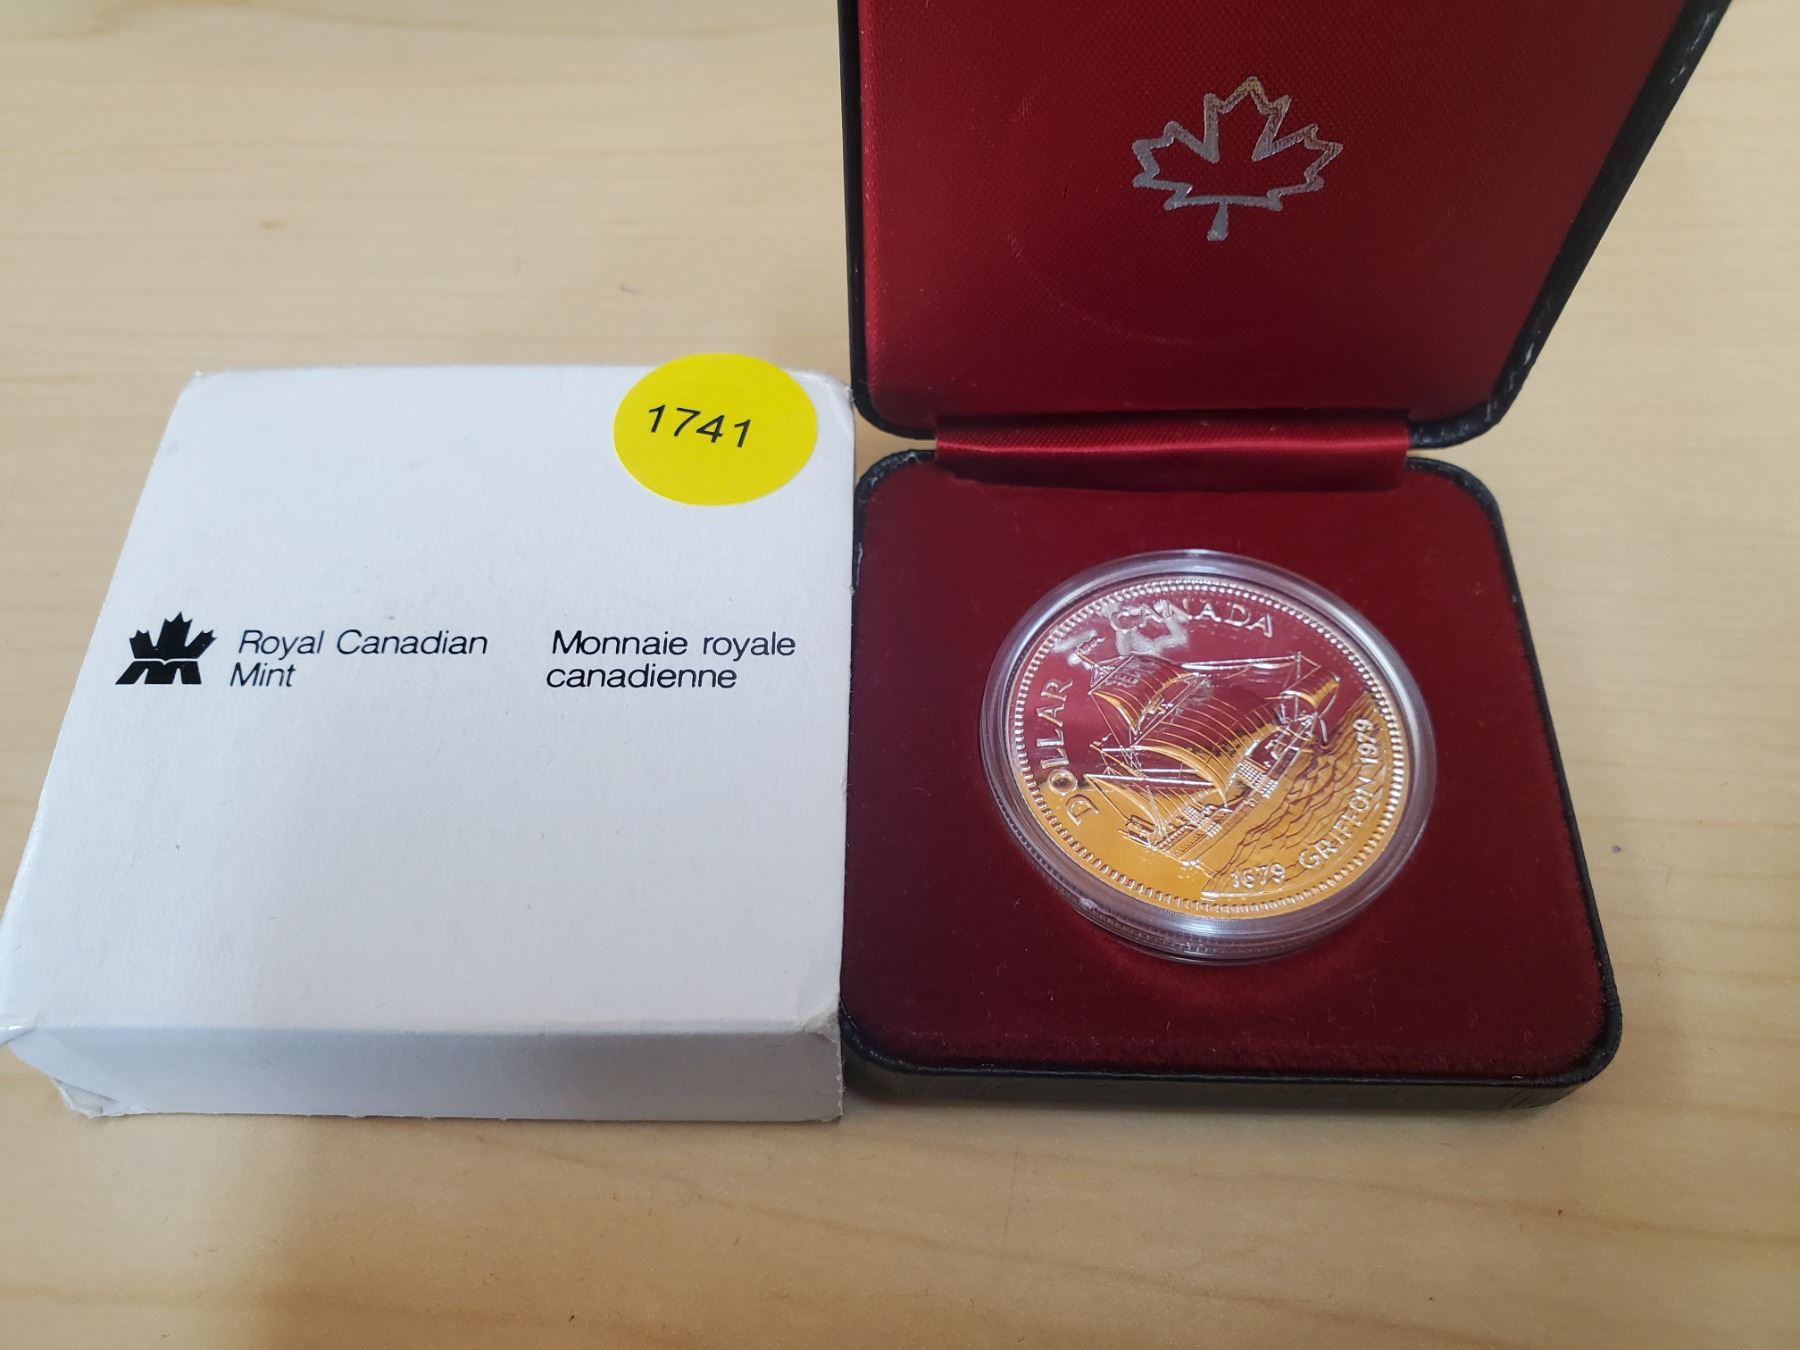 1741
Royal Canadian
Mint
Monnaie royale
canadienne
CANADA
DOLLAR
1679 GRIFFON 1979